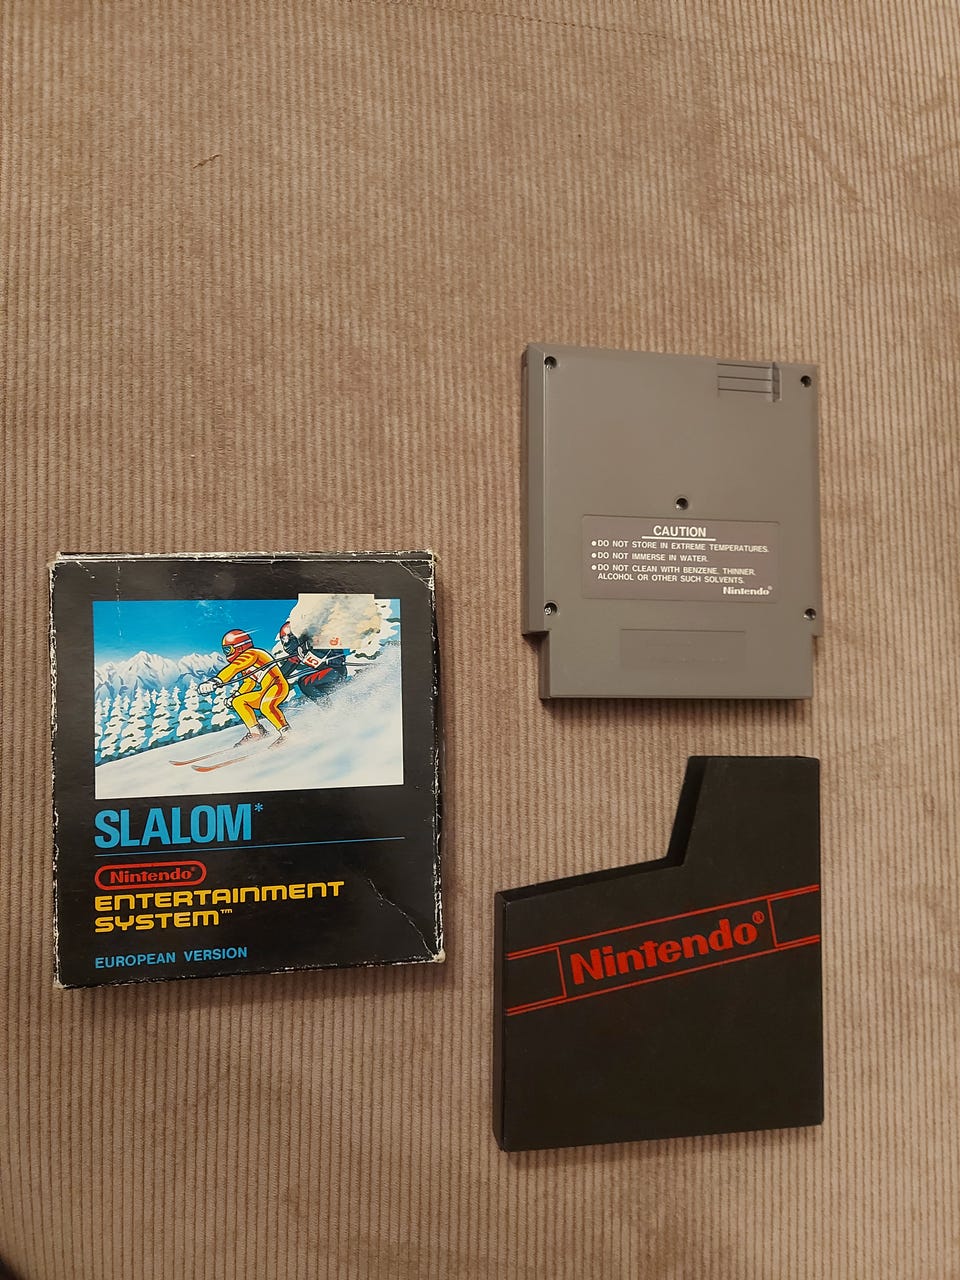 SLALOM*
Nintendo®
ENTERTAINMENT
SYSTEM™
EUROPEAN VERSION
CAUTION
•DO NOT STORE IN EXTREME TEMPERATURES.
•DO NOT IMMERSE IN WATER.
•DO NOT CLEAN WITH BENZENE, THINNER,
ALCOHOL OR OTHER SUCH SOLVENTS.
Nintendo®
Nintendo®